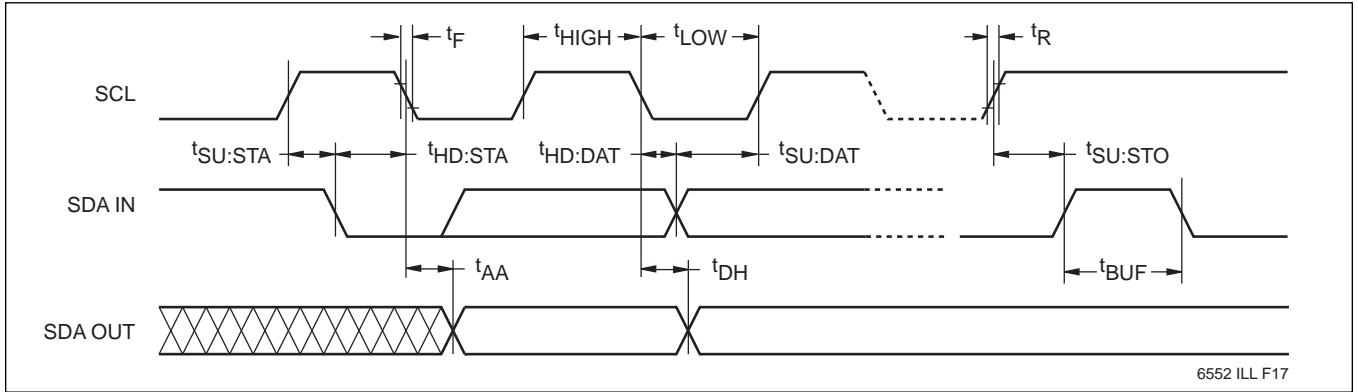 tF
tHIGH
tLOW
tR
SCL
tSU:STA
tHD:STA
tHD:DAT
tSU:DAT
tSU:STO
SDA IN
tAA
tDH
tBUF
SDA OUT
6552 ILL F17